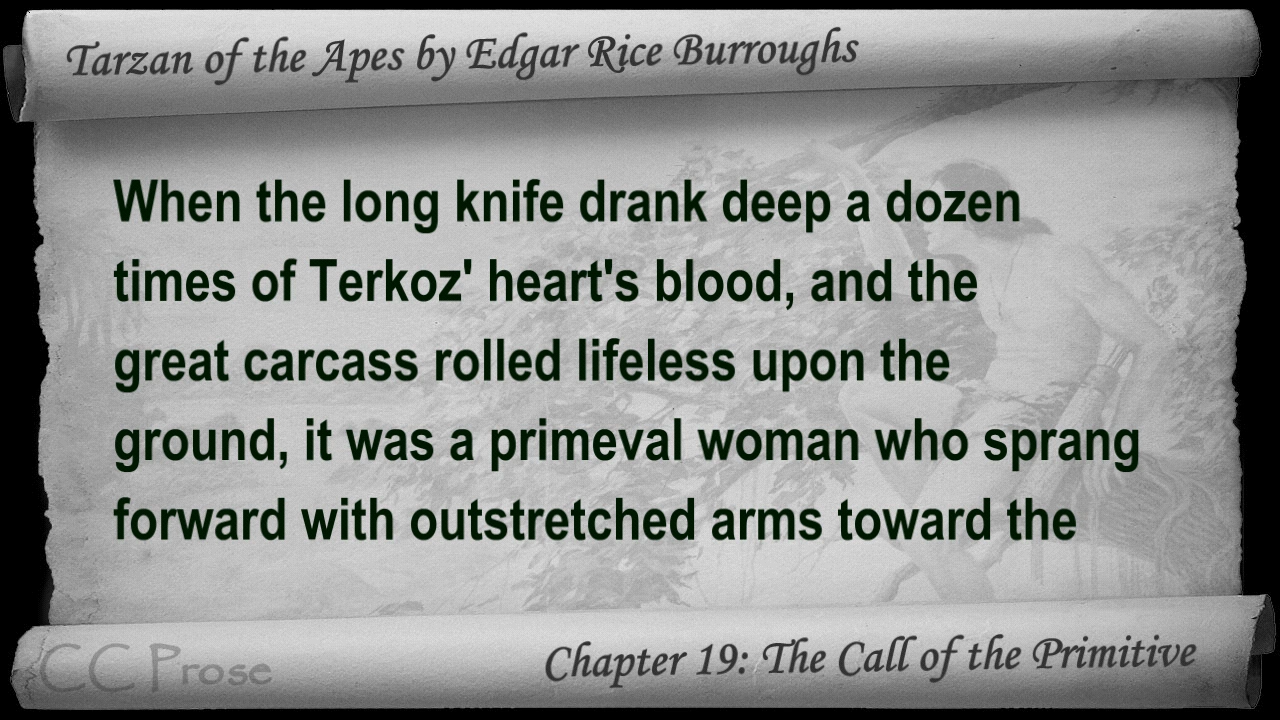 Tarzan of the Apes by Edgar Rice Burroughs
When the long knife drank deep a dozen
times of Terkoz' heart's blood, and the
great carcass rolled lifeless upon the
ground, it was a primeval woman who sprang
forward with outstretched arms toward the
CC Prose
Chapter 19: The Call of the Primitive